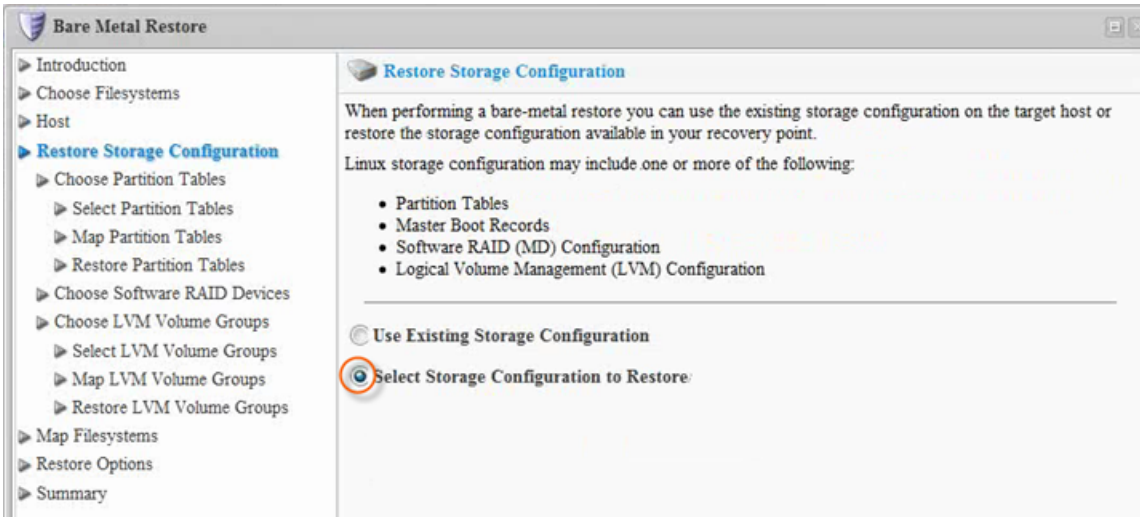 Bare Metal Restore
Introduction
Choose Filesystems
Host
Restore Storage Configuration
Choose Partition Tables
Select Partition Tables
Map Partition Tables
Restore Partition Tables
Choose Software RAID Devices
Choose LVM Volume Groups
Select LVM Volume Groups
Map LVM Volume Groups
Restore LVM Volume Groups
Map Filesystems
Restore Options
Summary
Restore Storage Configuration
When performing a bare-metal restore you can use the existing storage configuration on the target host or
restore the storage configuration available in your recovery point.
Linux storage configuration may include one or more of the following:
• Partition Tables
• Master Boot Records
• Software RAID (MD) Configuration
• Logical Volume Management (LVM) Configuration
Use Existing Storage Configuration
Select Storage Configuration to Restore